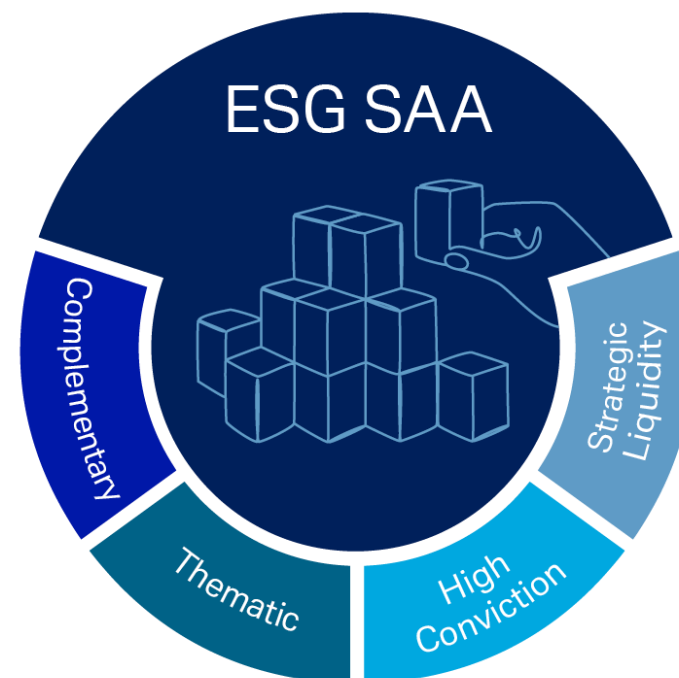 ESG SAA
Complementary
Thematic
High
Conviction
Strategic
Liquidity